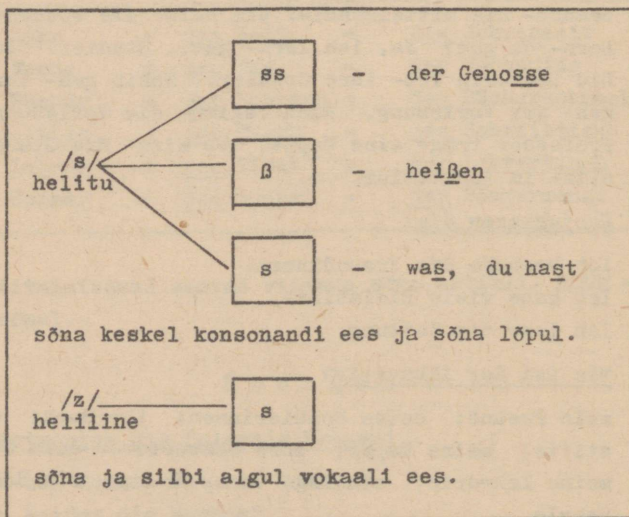 ss - der Genosse
/s/
helitu
ß - heißen
s - was, du hast
sõna keskel konsonandi ees ja sõna lõpul.
/z/
heliline
s
sõna ja silbi algul vokaali ees.